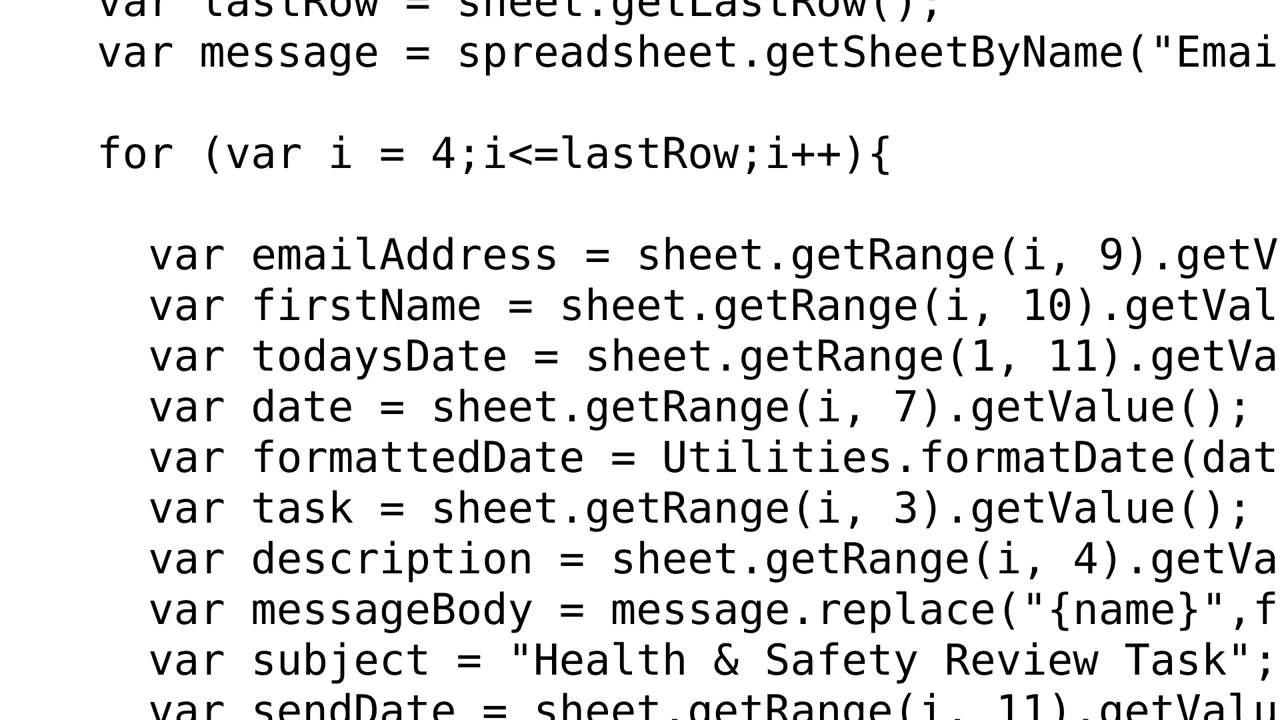 var lastRow = sheet.getLastRow();
var message = spreadsheet.getSheetByName("Emai
for (var i = 4;i<=lastRow;i++){
var emailAddress = sheet.getRange(i, 9).getV
var firstName = sheet.getRange(i, 10).getVal
var todaysDate = sheet.getRange(1, 11).getVa
var date = sheet.getRange(i, 7).getValue();
var formattedDate = Utilities.formatDate(dat
var task = sheet.getRange(i, 3).getValue();
var description = sheet.getRange(i, 4).getVa
var messageBody = message.replace("{name}",f
var subject = "Health & Safety Review Task";
var sendDate = sheet.getRange(i, 11).getValu